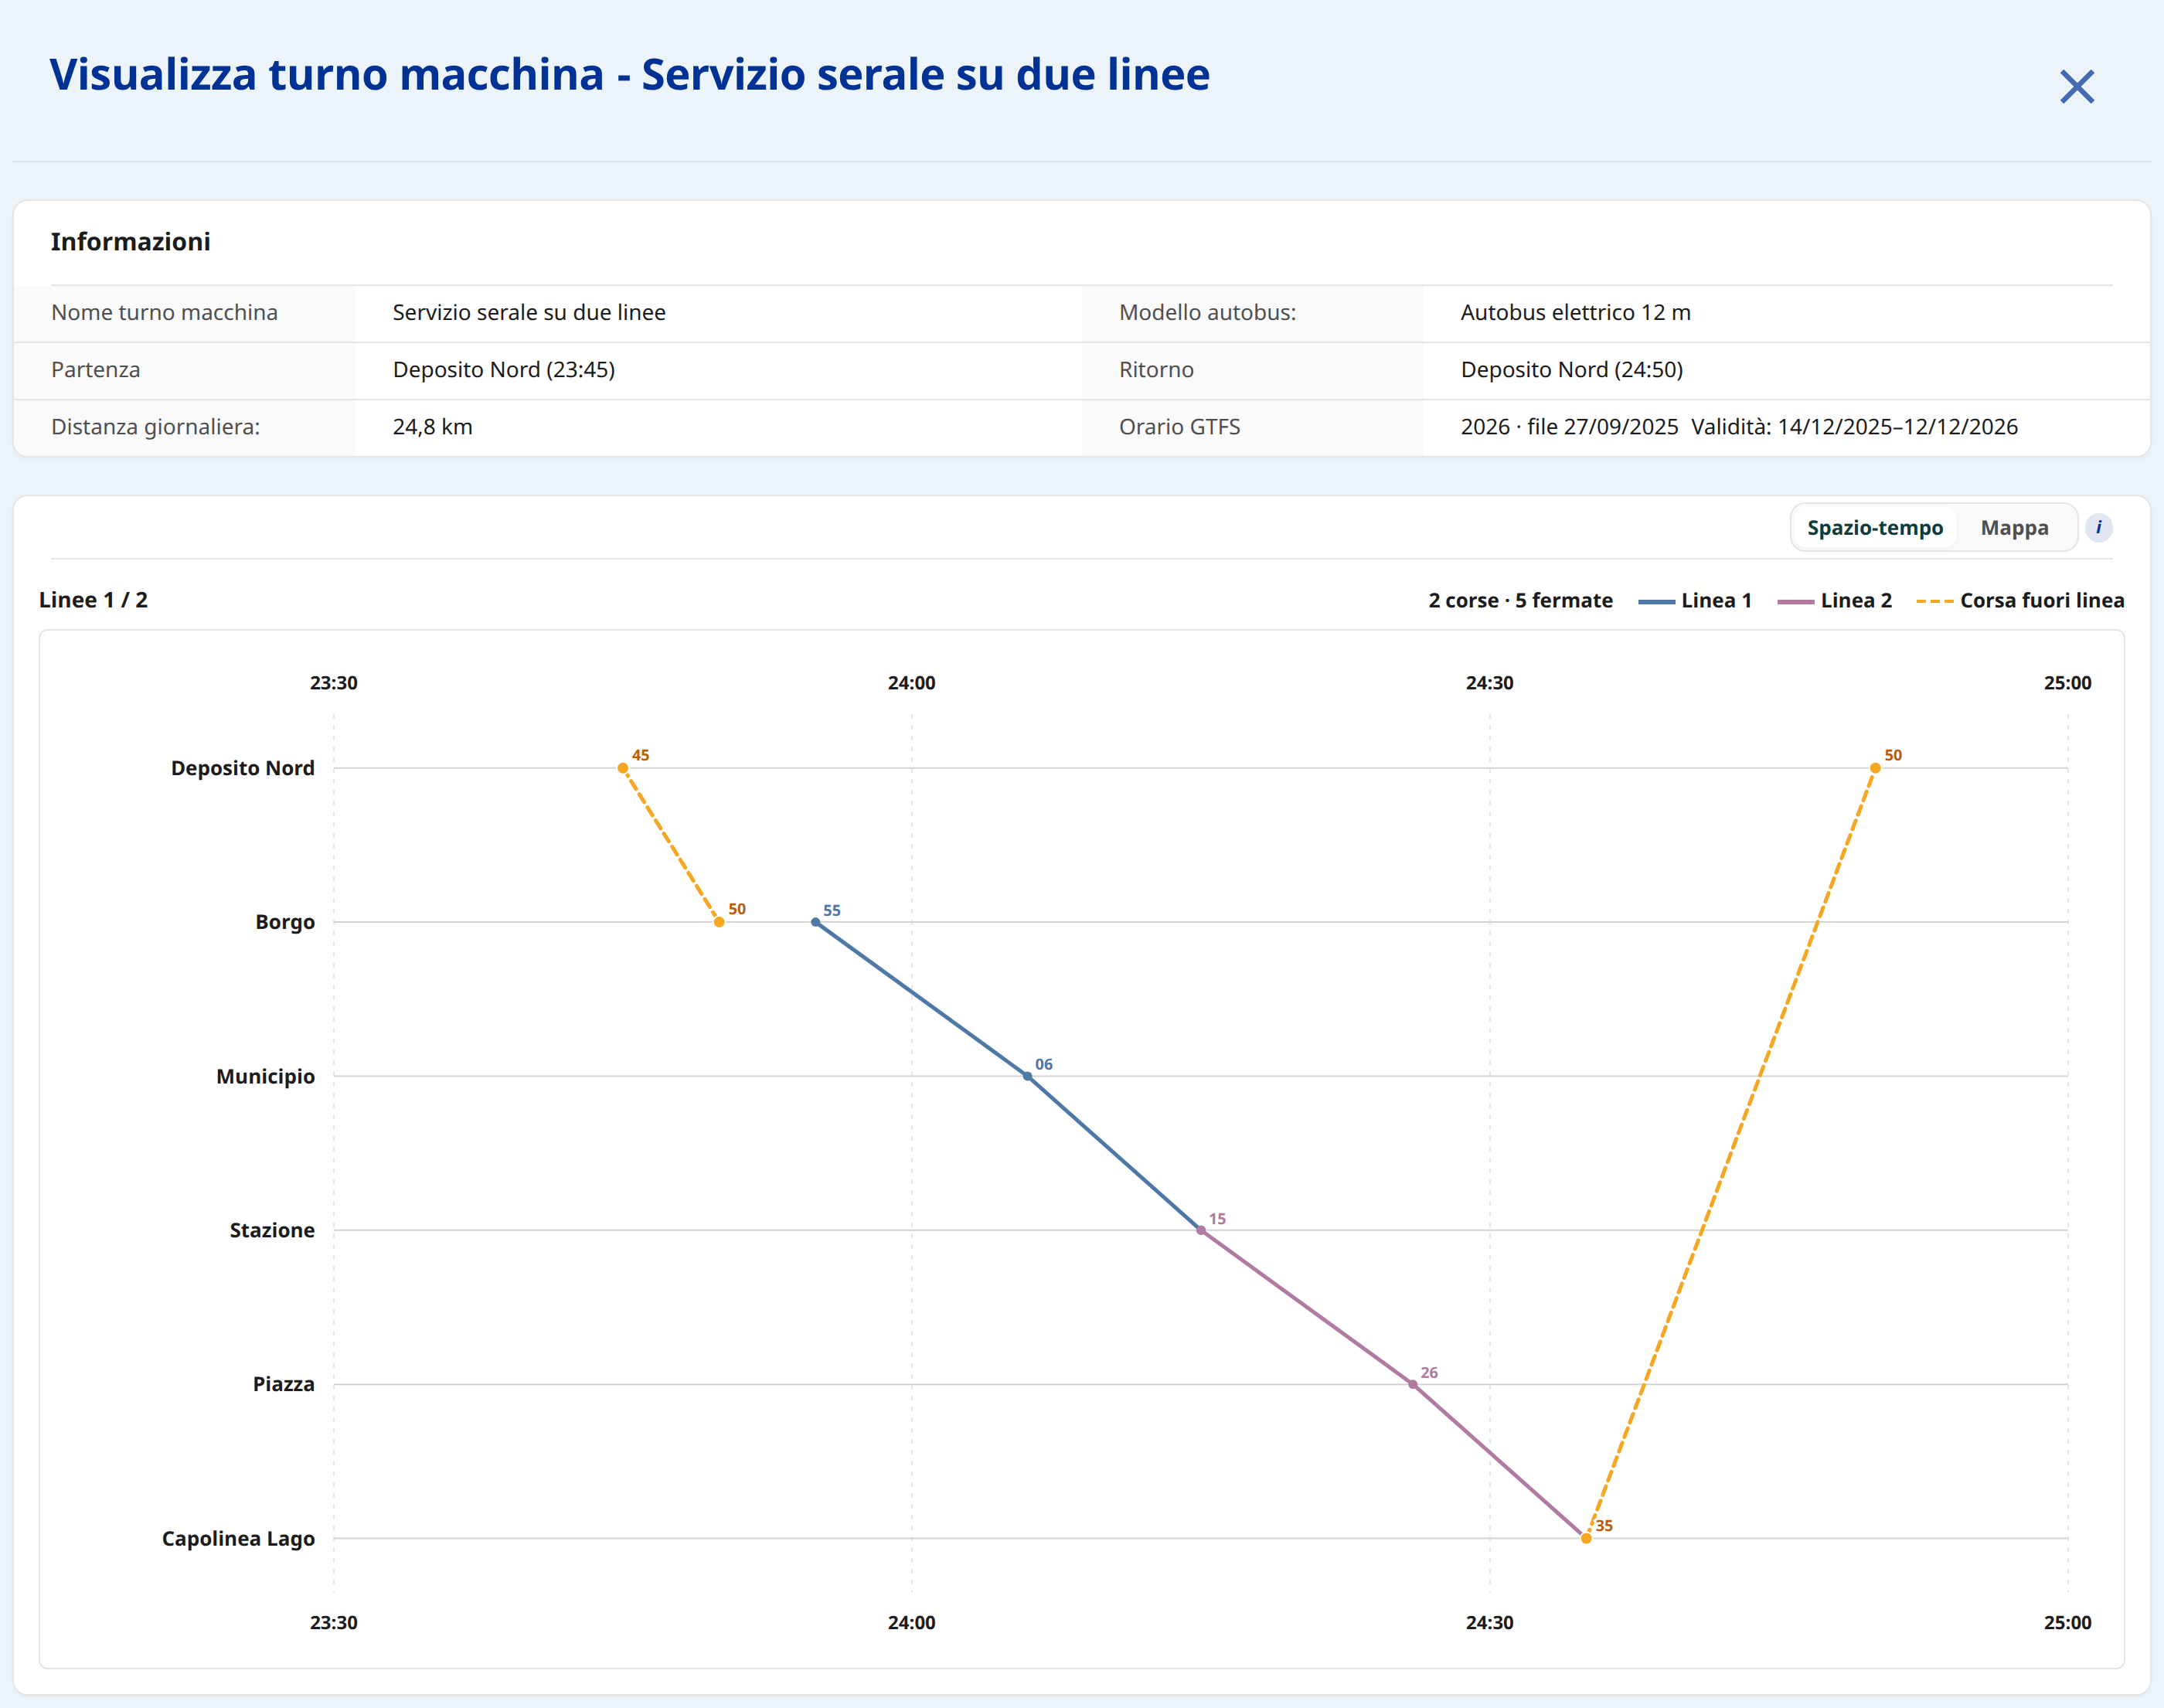 Visualizza turno macchina - Servizio serale su due linee
Informazioni
Nome turno macchina Servizio serale su due linee Modello autobus: Autobus elettrico 12 m
Partenza Deposito Nord (23:45) Ritorno Deposito Nord (24:50)
Distanza giornaliera: 24,8 km Orario GTFS 2026 · file 27/09/2025 Validità: 14/12/2025–12/12/2026
Spazio-tempo Mappa i
Linee 1 / 2 2 corse · 5 fermate Linea 1 Linea 2 Corsa fuori linea
23:30 24:00 24:30 25:00
45 50
Deposito Nord
50 55
Borgo
06
Municipio
15
Stazione
26
Piazza
35
Capolinea Lago
23:30 24:00 24:30 25:00